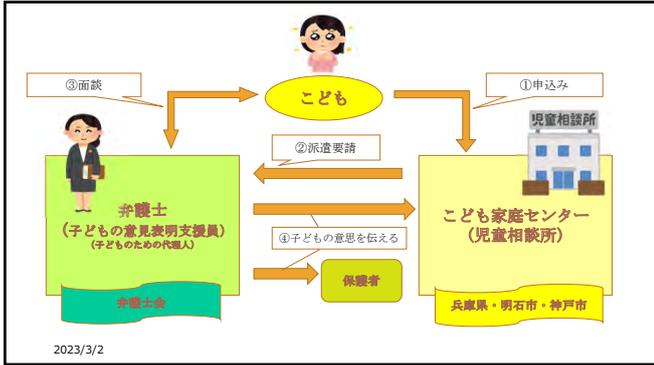 ③面談
こども
①申込み
児童相談所
②派遣要請
弁護士
（子どもの意見表明支援員）
（子どものための代理人）
こども家庭センター
（児童相談所）
④子どもの意思を伝える
保護者
弁護士会
兵庫県・明石市・神戸市
2023/3/2